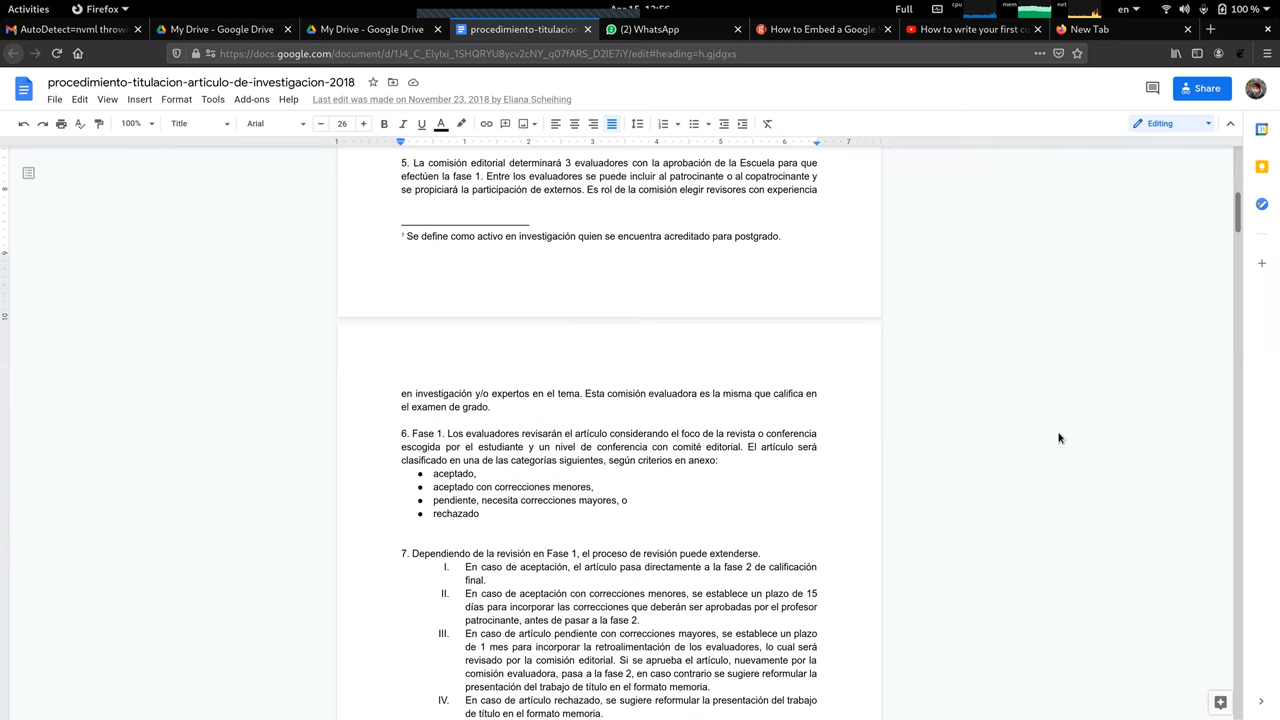 Activities
Firefox
Full
cpu
mem
net
en
100 %
AutoDetect=nvml throwi
My Drive - Google Drive
My Drive - Google Drive
procedimiento-titulacion
(2) WhatsApp
How to Embed a Google
How to write your first c
New Tab
https://docs.google.com/document/d/1J4_C_Elylxi_1SHQRYU8ycv2cNY_q07fARS_D2IE7iY/edit#heading=h.gjdgxs
procedimiento-titulacion-articulo-de-investigacion-2018
File Edit View Insert Format Tools Add-ons Help
Last edit was made on November 23, 2018 by Eliana Scheihing
Share
100%
Title
Arial
26
Editing
1 1 2 3 4 5 6 7
5. La comisión editorial determinará 3 evaluadores con la aprobación de la Escuela para que
efectúen la fase 1. Entre los evaluadores se puede incluir al patrocinante o al copatrocinante y
se propiciará la participación de externos. Es rol de la comisión elegir revisores con experiencia
¹ Se define como activo en investigación quien se encuentra acreditado para postgrado.
en investigación y/o expertos en el tema. Esta comisión evaluadora es la misma que califica en
el examen de grado.
6. Fase 1. Los evaluadores revisarán el artículo considerando el foco de la revista o conferencia
escogida por el estudiante y un nivel de conferencia con comité editorial. El artículo será
clasificado en una de las categorías siguientes, según criterios en anexo:
● aceptado,
● aceptado con correcciones menores,
● pendiente, necesita correcciones mayores, o
● rechazado
7. Dependiendo de la revisión en Fase 1, el proceso de revisión puede extenderse.
I. En caso de aceptación, el artículo pasa directamente a la fase 2 de calificación
final.
II. En caso de aceptación con correcciones menores, se establece un plazo de 15
días para incorporar las correcciones que deberán ser aprobadas por el profesor
patrocinante, antes de pasar a la fase 2.
III. En caso de artículo pendiente con correcciones mayores, se establece un plazo
de 1 mes para incorporar la retroalimentación de los evaluadores, lo cual será
revisado por la comisión editorial. Si se aprueba el artículo, nuevamente por la
comisión evaluadora, pasa a la fase 2, en caso contrario se sugiere reformular la
presentación del trabajo de título en el formato memoria.
IV. En caso de artículo rechazado, se sugiere reformular la presentación del trabajo
de título en el formato memoria.
8
9
10